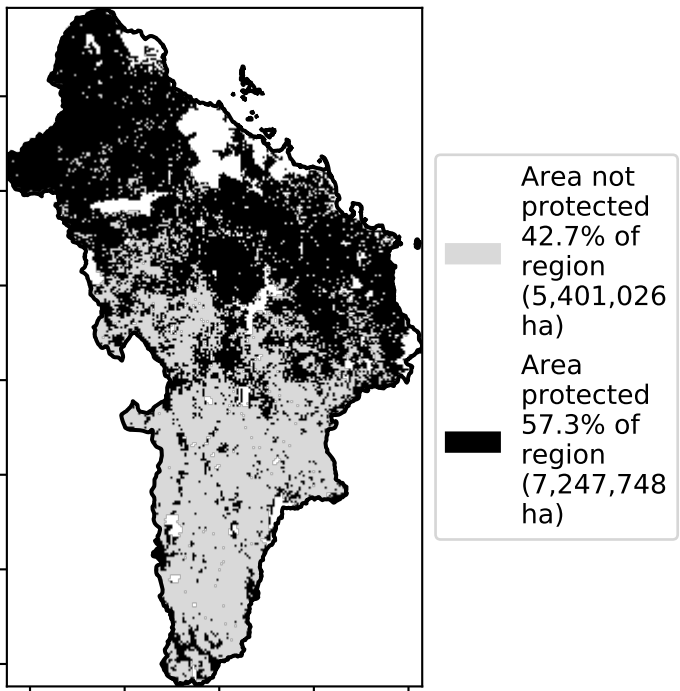 Area not
protected
42.7% of
region
(5,401,026
ha)
Area
protected
57.3% of
region
(7,247,748
ha)